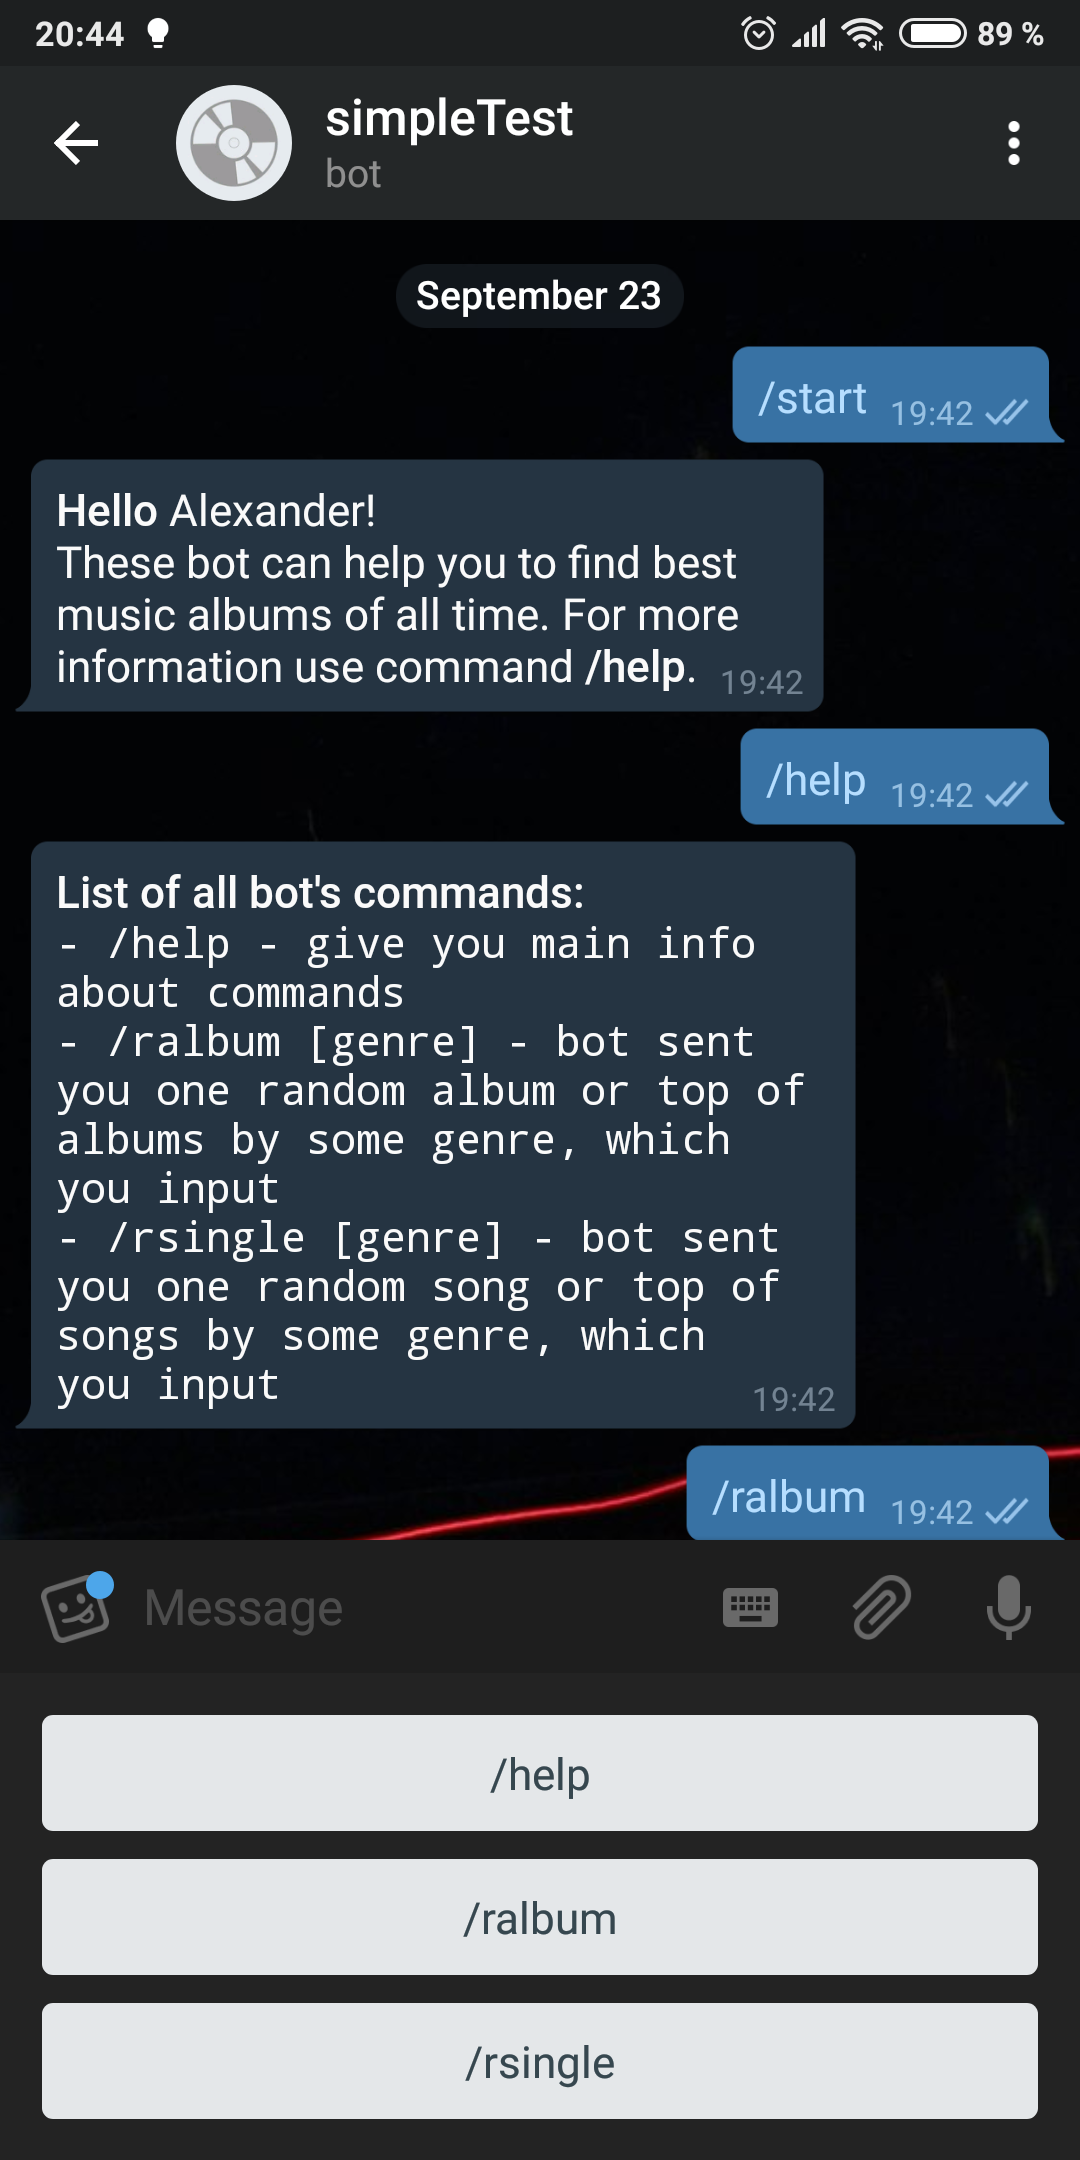 20:44 89 %
simpleTest
bot
September 23
/start 19:42
Hello Alexander!
These bot can help you to find best
music albums of all time. For more
information use command /help. 19:42
/help 19:42
List of all bot's commands:
- /help - give you main info
about commands
- /ralbum [genre] - bot sent
you one random album or top of
albums by some genre, which
you input
- /rsingle [genre] - bot sent
you one random song or top of
songs by some genre, which
you input 19:42
/ralbum 19:42
Message
/help
/ralbum
/rsingle